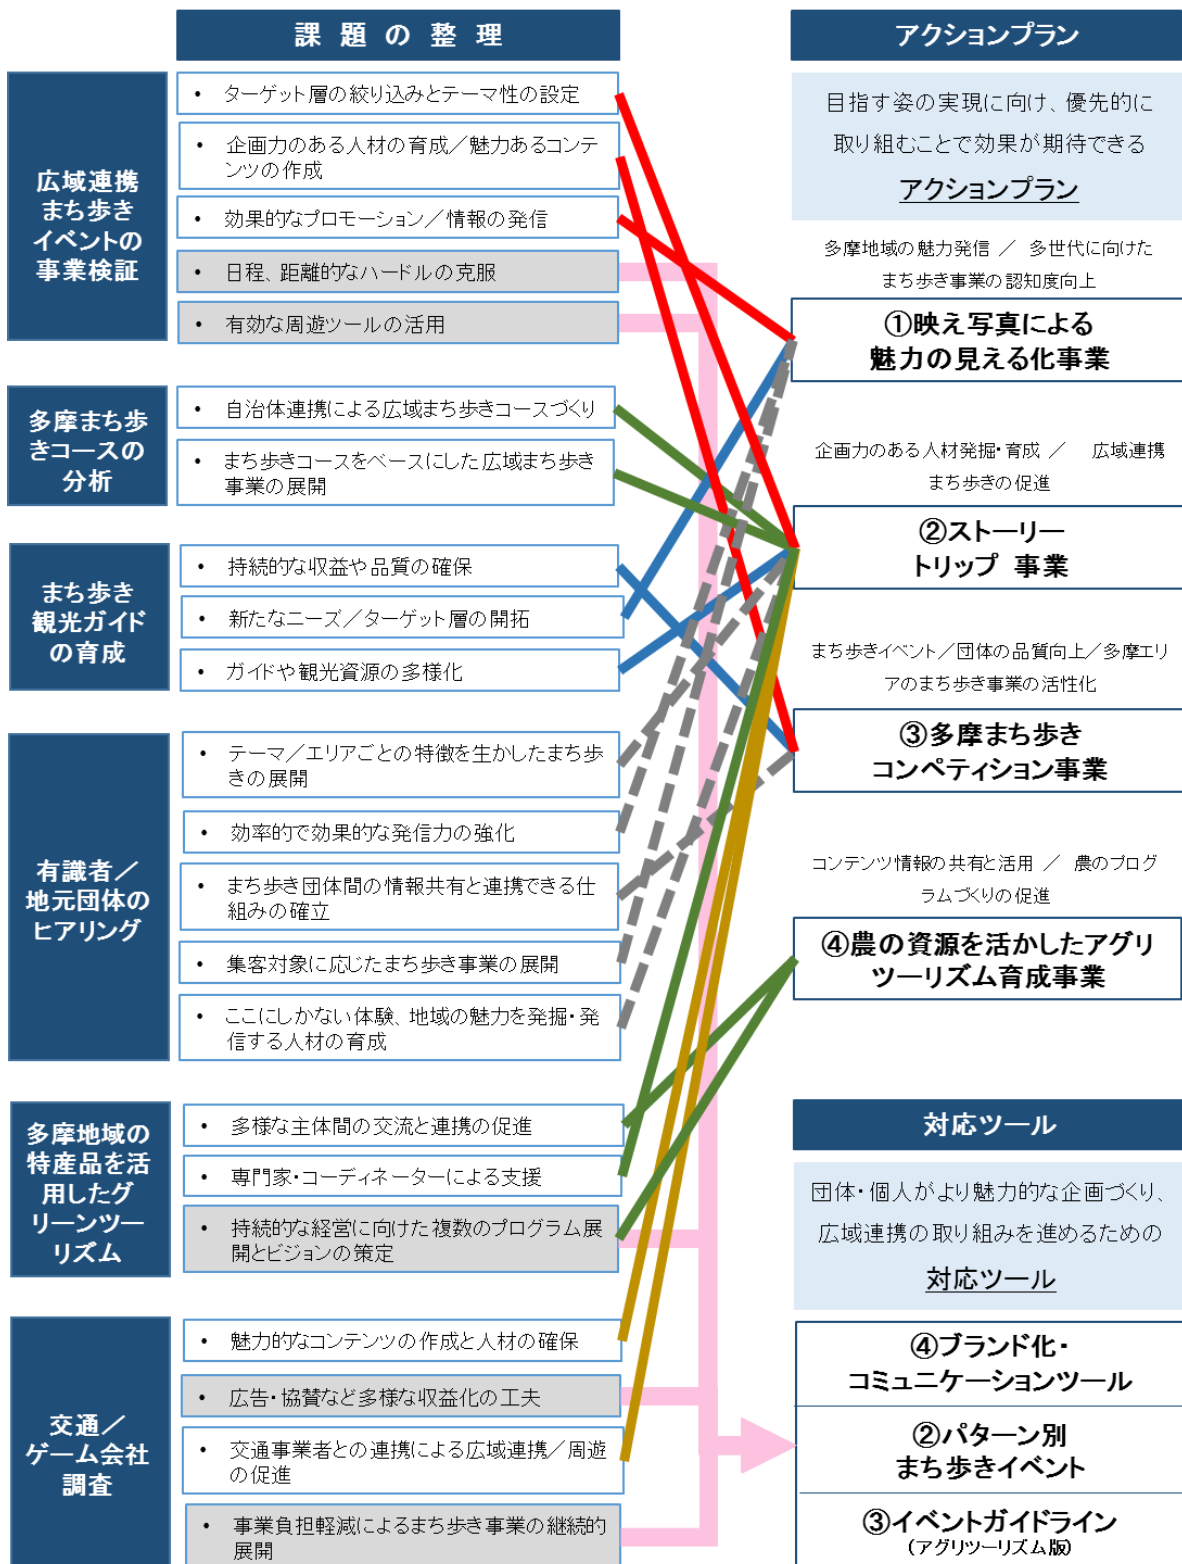 課題の整理
広域連携
まち歩き
イベントの
事業検証
・ ターゲット層の絞り込みとテーマ性の設定
・ 企画力のある人材の育成／魅力あるコンテ
ンツの作成
・ 効果的なプロモーション／情報の発信
・ 日程、距離的なハードルの克服
・ 有効な周遊ツールの活用
多摩まち歩
きコースの
分析
・ 自治体連携による広域まち歩きコースづくり
・ まち歩きコースをベースにした広域まち歩き
事業の展開
まち歩き
観光ガイド
の育成
・ 持続的な収益や品質の確保
・ 新たなニーズ／ターゲット層の開拓
・ ガイドや観光資源の多様化
有識者／
地元団体の
ヒアリング
・ テーマ／エリアごとの特徴を生かしたまち歩
きの展開
・ 効率的で効果的な発信力の強化
・ まち歩き団体間の情報共有と連携できる仕
組みの確立
・ 集客対象に応じたまち歩き事業の展開
・ ここにしかない体験、地域の魅力を発掘・発
信する人材の育成
多摩地域の
特産品を活
用したグ
リーンツー
リズム
・ 多様な主体間の交流と連携の促進
・ 専門家・コーディネーターによる支援
・ 持続的な経営に向けた複数のプログラム展
開とビジョンの策定
交通／
ゲーム会社
調査
・ 魅力的なコンテンツの作成と人材の確保
・ 広告・協賛など多様な収益化の工夫
・ 交通事業者との連携による広域連携／周遊
の促進
・ 事業負担軽減によるまち歩き事業の継続的
展開
アクションプラン
目指す姿の実現に向け、優先的に
取り組むことで効果が期待できる
アクションプラン
多摩地域の魅力発信 ／ 多世代に向けた
まち歩き事業の認知度向上
①映え写真による
魅力の見える化事業
企画力のある人材発掘・育成 ／ 広域連携
まち歩きの促進
②ストーリー
トリップ 事業
まち歩きイベント／団体の品質向上／多摩エリ
アのまち歩き事業の活性化
③多摩まち歩き
コンペティション事業
コンテンツ情報の共有と活用 ／ 農のプログ
ラムづくりの促進
④農の資源を活かしたアグリ
ツーリズム育成事業
対応ツール
団体・個人がより魅力的な企画づくり、
広域連携の取り組みを進めるための
対応ツール
④ブランド化・
コミュニケーションツール
②パターン別
まち歩きイベント
③イベントガイドライン
（アグリツーリズム版）